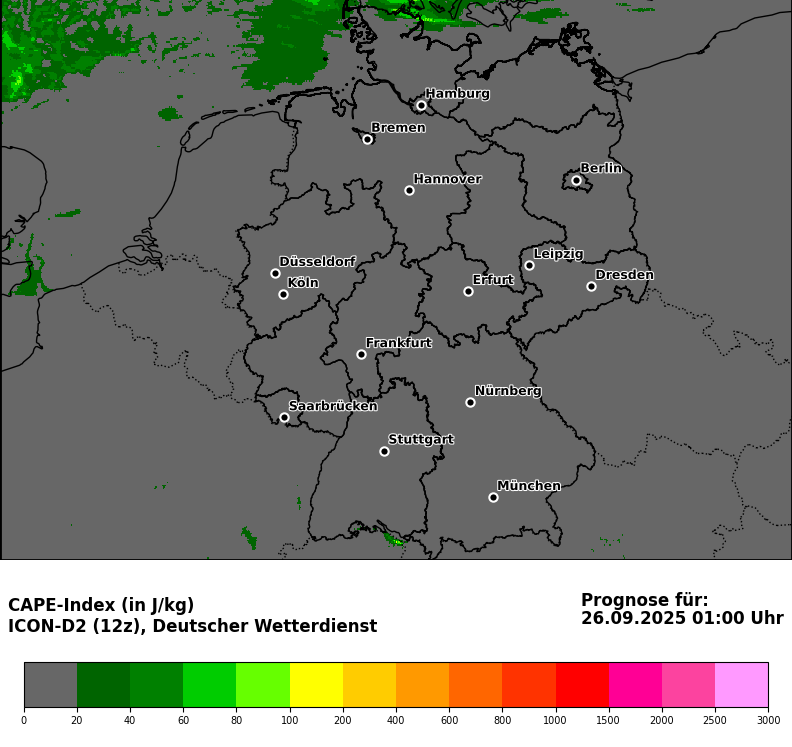 Hamburg
Bremen
Berlin
Hannover
Leipzig
Düsseldorf
Dresden
Köln
Erfurt
Frankfurt
Nürnberg
Saarbrücken
Stuttgart
München
CAPE-Index (in J/kg)
ICON-D2 (12z), Deutscher Wetterdienst
Prognose für:
26.09.2025 01:00 Uhr
0 20 40 60 80 100 200 400 600 800 1000 1500 2000 2500 3000